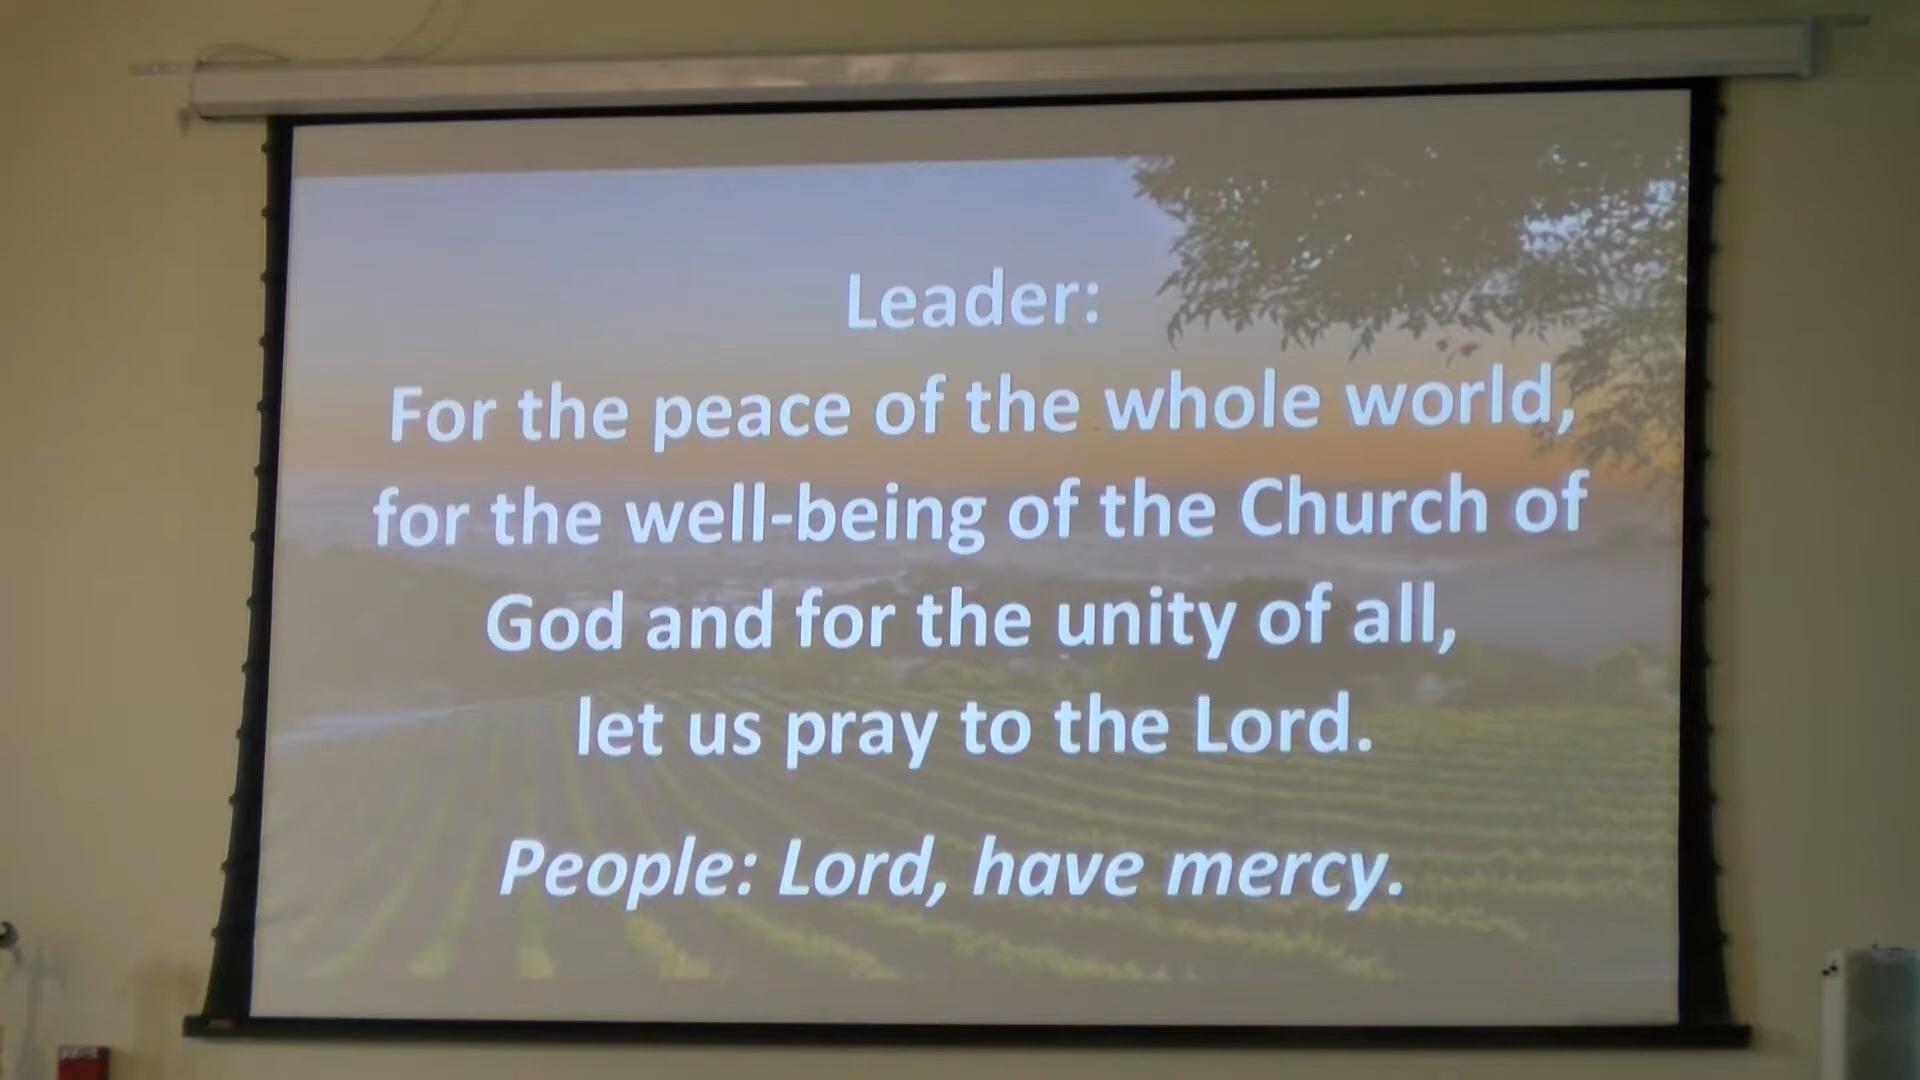 Leader:
For the peace of the whole world,
for the well-being of the Church of
God and for the unity of all,
let us pray to the Lord.
People: Lord, have mercy.